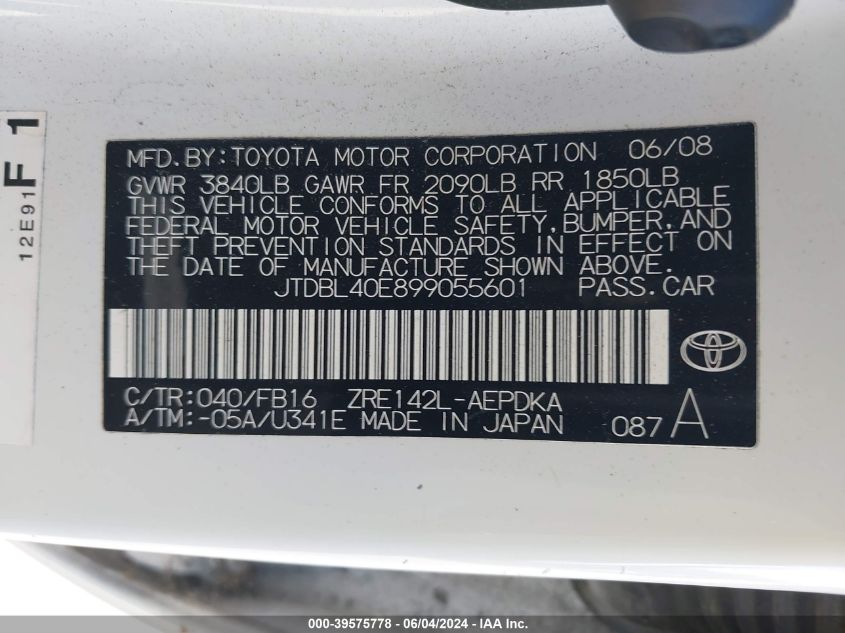 MFD.BY:TOYOTA MOTOR CORPORATION 06/08
GVWR 3840LB GAWR FR 2090LB RR 1850LB
THIS VEHICLE CONFORMS TO ALL APPLICABLE
FEDERAL MOTOR VEHICLE SAFETY,BUMPER,AND
THEFT PREVENTION STANDARDS IN EFFECT ON
THE DATE OF MANUFACTURE SHOWN ABOVE.
JTDBL40E899055601 PASS.CAR
C/TR:040/FB16 ZRE142L-AEPDKA
A/TM:-05A/U341E MADE IN JAPAN 087A
F 1
12E91
000-39575778 - 06/04/2024 - IAA Inc.